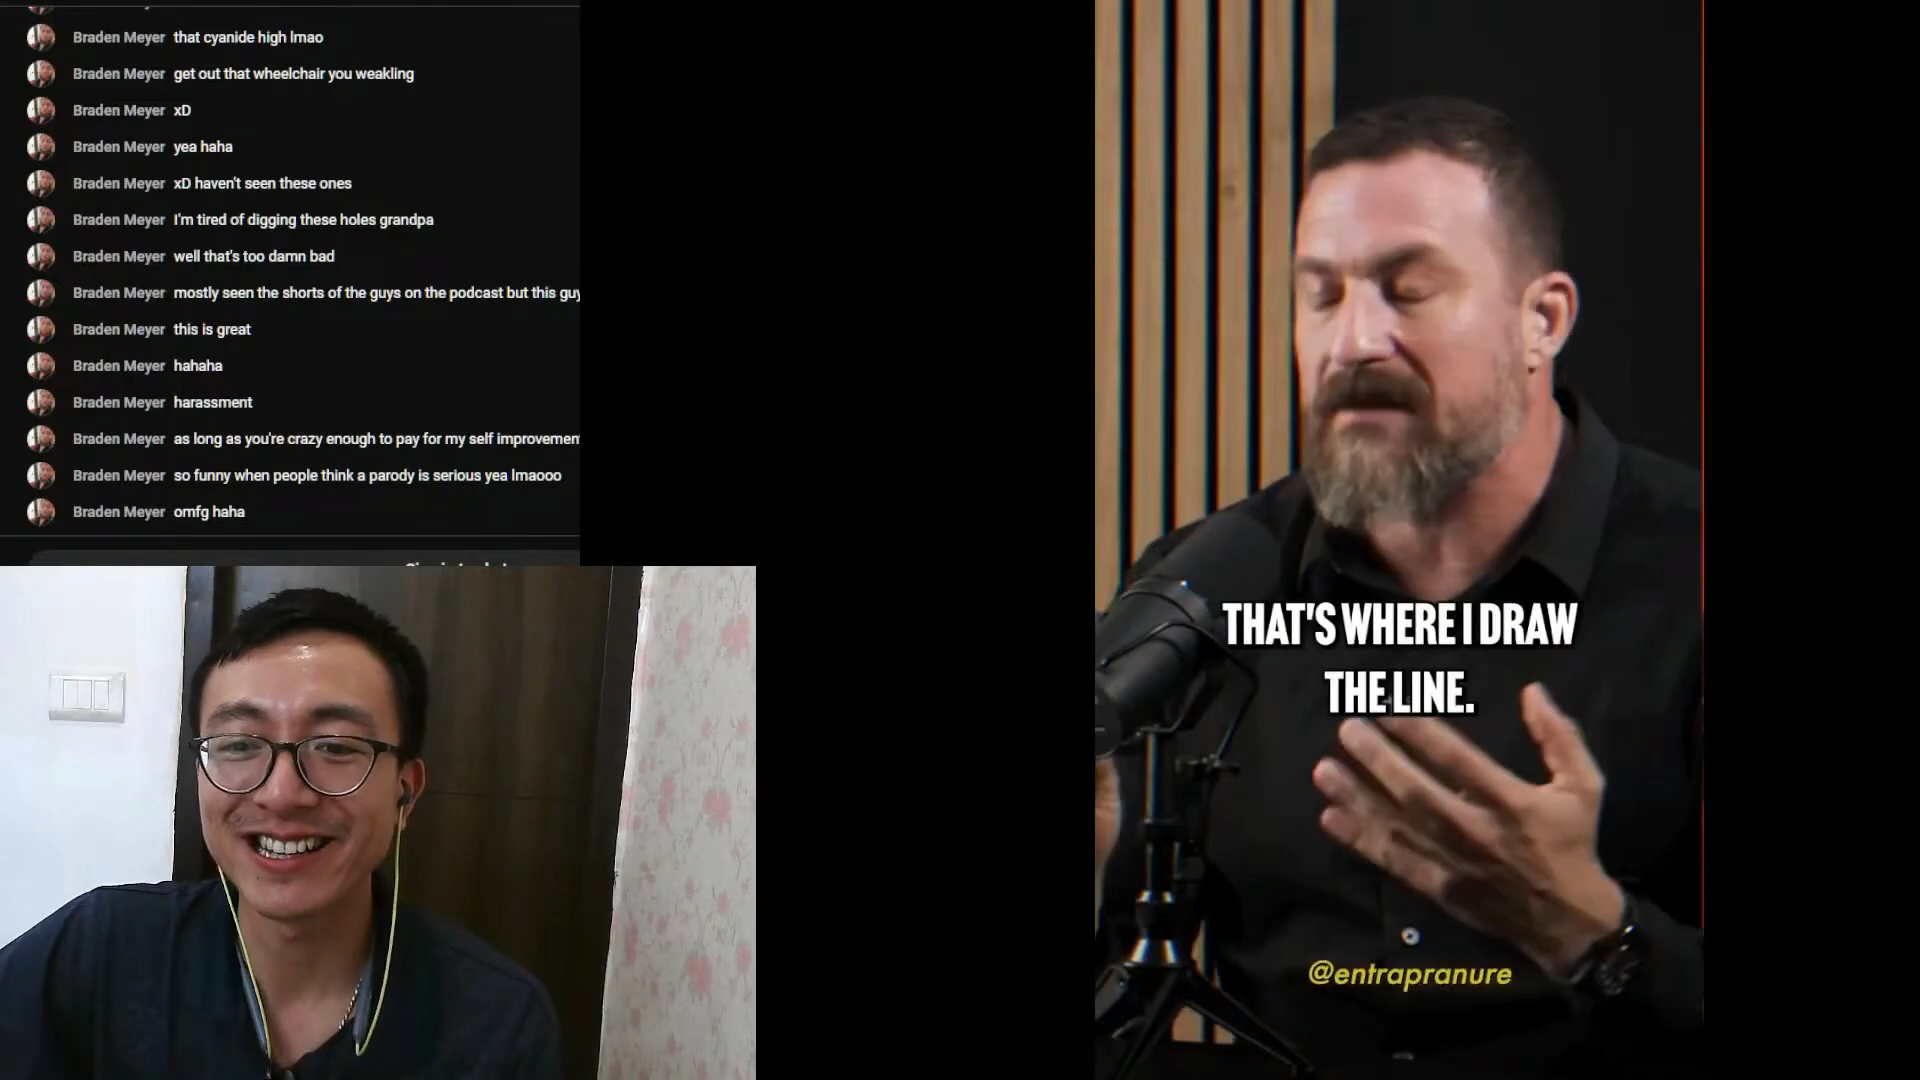 Braden Meyer that cyanide high lmao
Braden Meyer get out that wheelchair you weakling
Braden Meyer xD
Braden Meyer yea haha
Braden Meyer xD haven't seen these ones
Braden Meyer I'm tired of digging these holes grandpa
Braden Meyer well that's too damn bad
Braden Meyer mostly seen the shorts of the guys on the podcast but this guy
Braden Meyer this is great
Braden Meyer hahaha
Braden Meyer harassment
Braden Meyer as long as you're crazy enough to pay for my self improvemen
Braden Meyer so funny when people think a parody is serious yea lmaooo
Braden Meyer omfg haha
THAT'S WHERE I DRAW
THE LINE.
@entrapranure